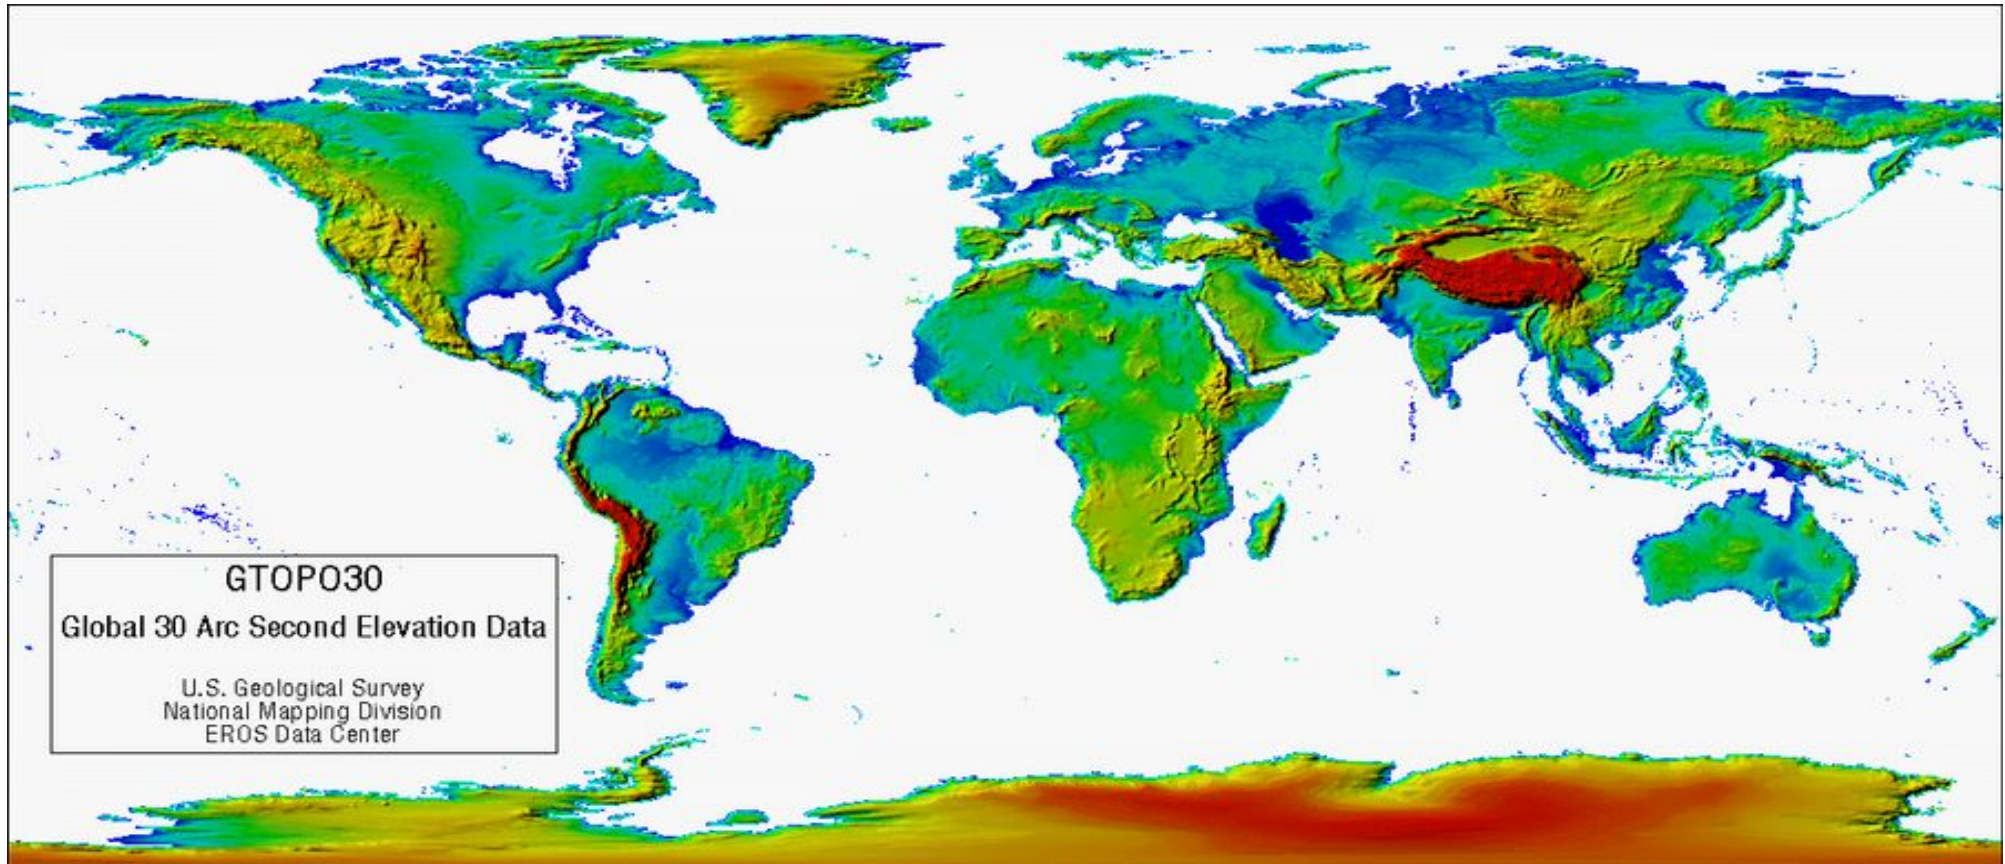 GTOPO30
Global 30 Arc Second Elevation Data
U.S. Geological Survey
National Mapping Division
EROS Data Center